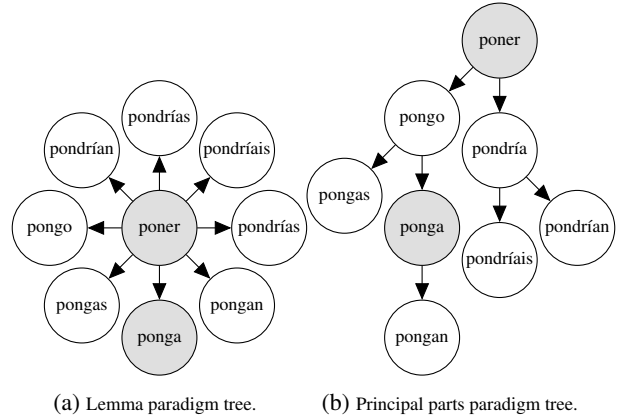 poner
pongo
pondría
pongas
ponga
pondríais
pondrían
pongan
pondrías
pondrían
pondríais
pongo
poner
pondrías
pongas
pongan
ponga
(a) Lemma paradigm tree.
(b) Principal parts paradigm tree.